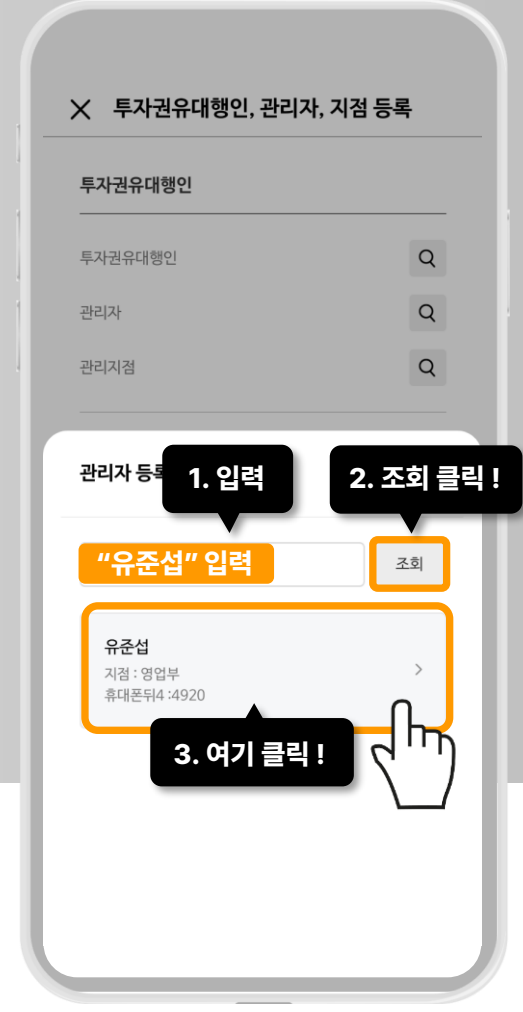 투자권유대행인, 관리자, 지점 등록
투자권유대행인
투자권유대행인
관리자
관리지점
관리자 등록
1. 입력
2. 조회 클릭 !
“유준섭” 입력
조회
유준섭
지점 : 영업부
휴대폰뒤4 :4920
3. 여기 클릭 !